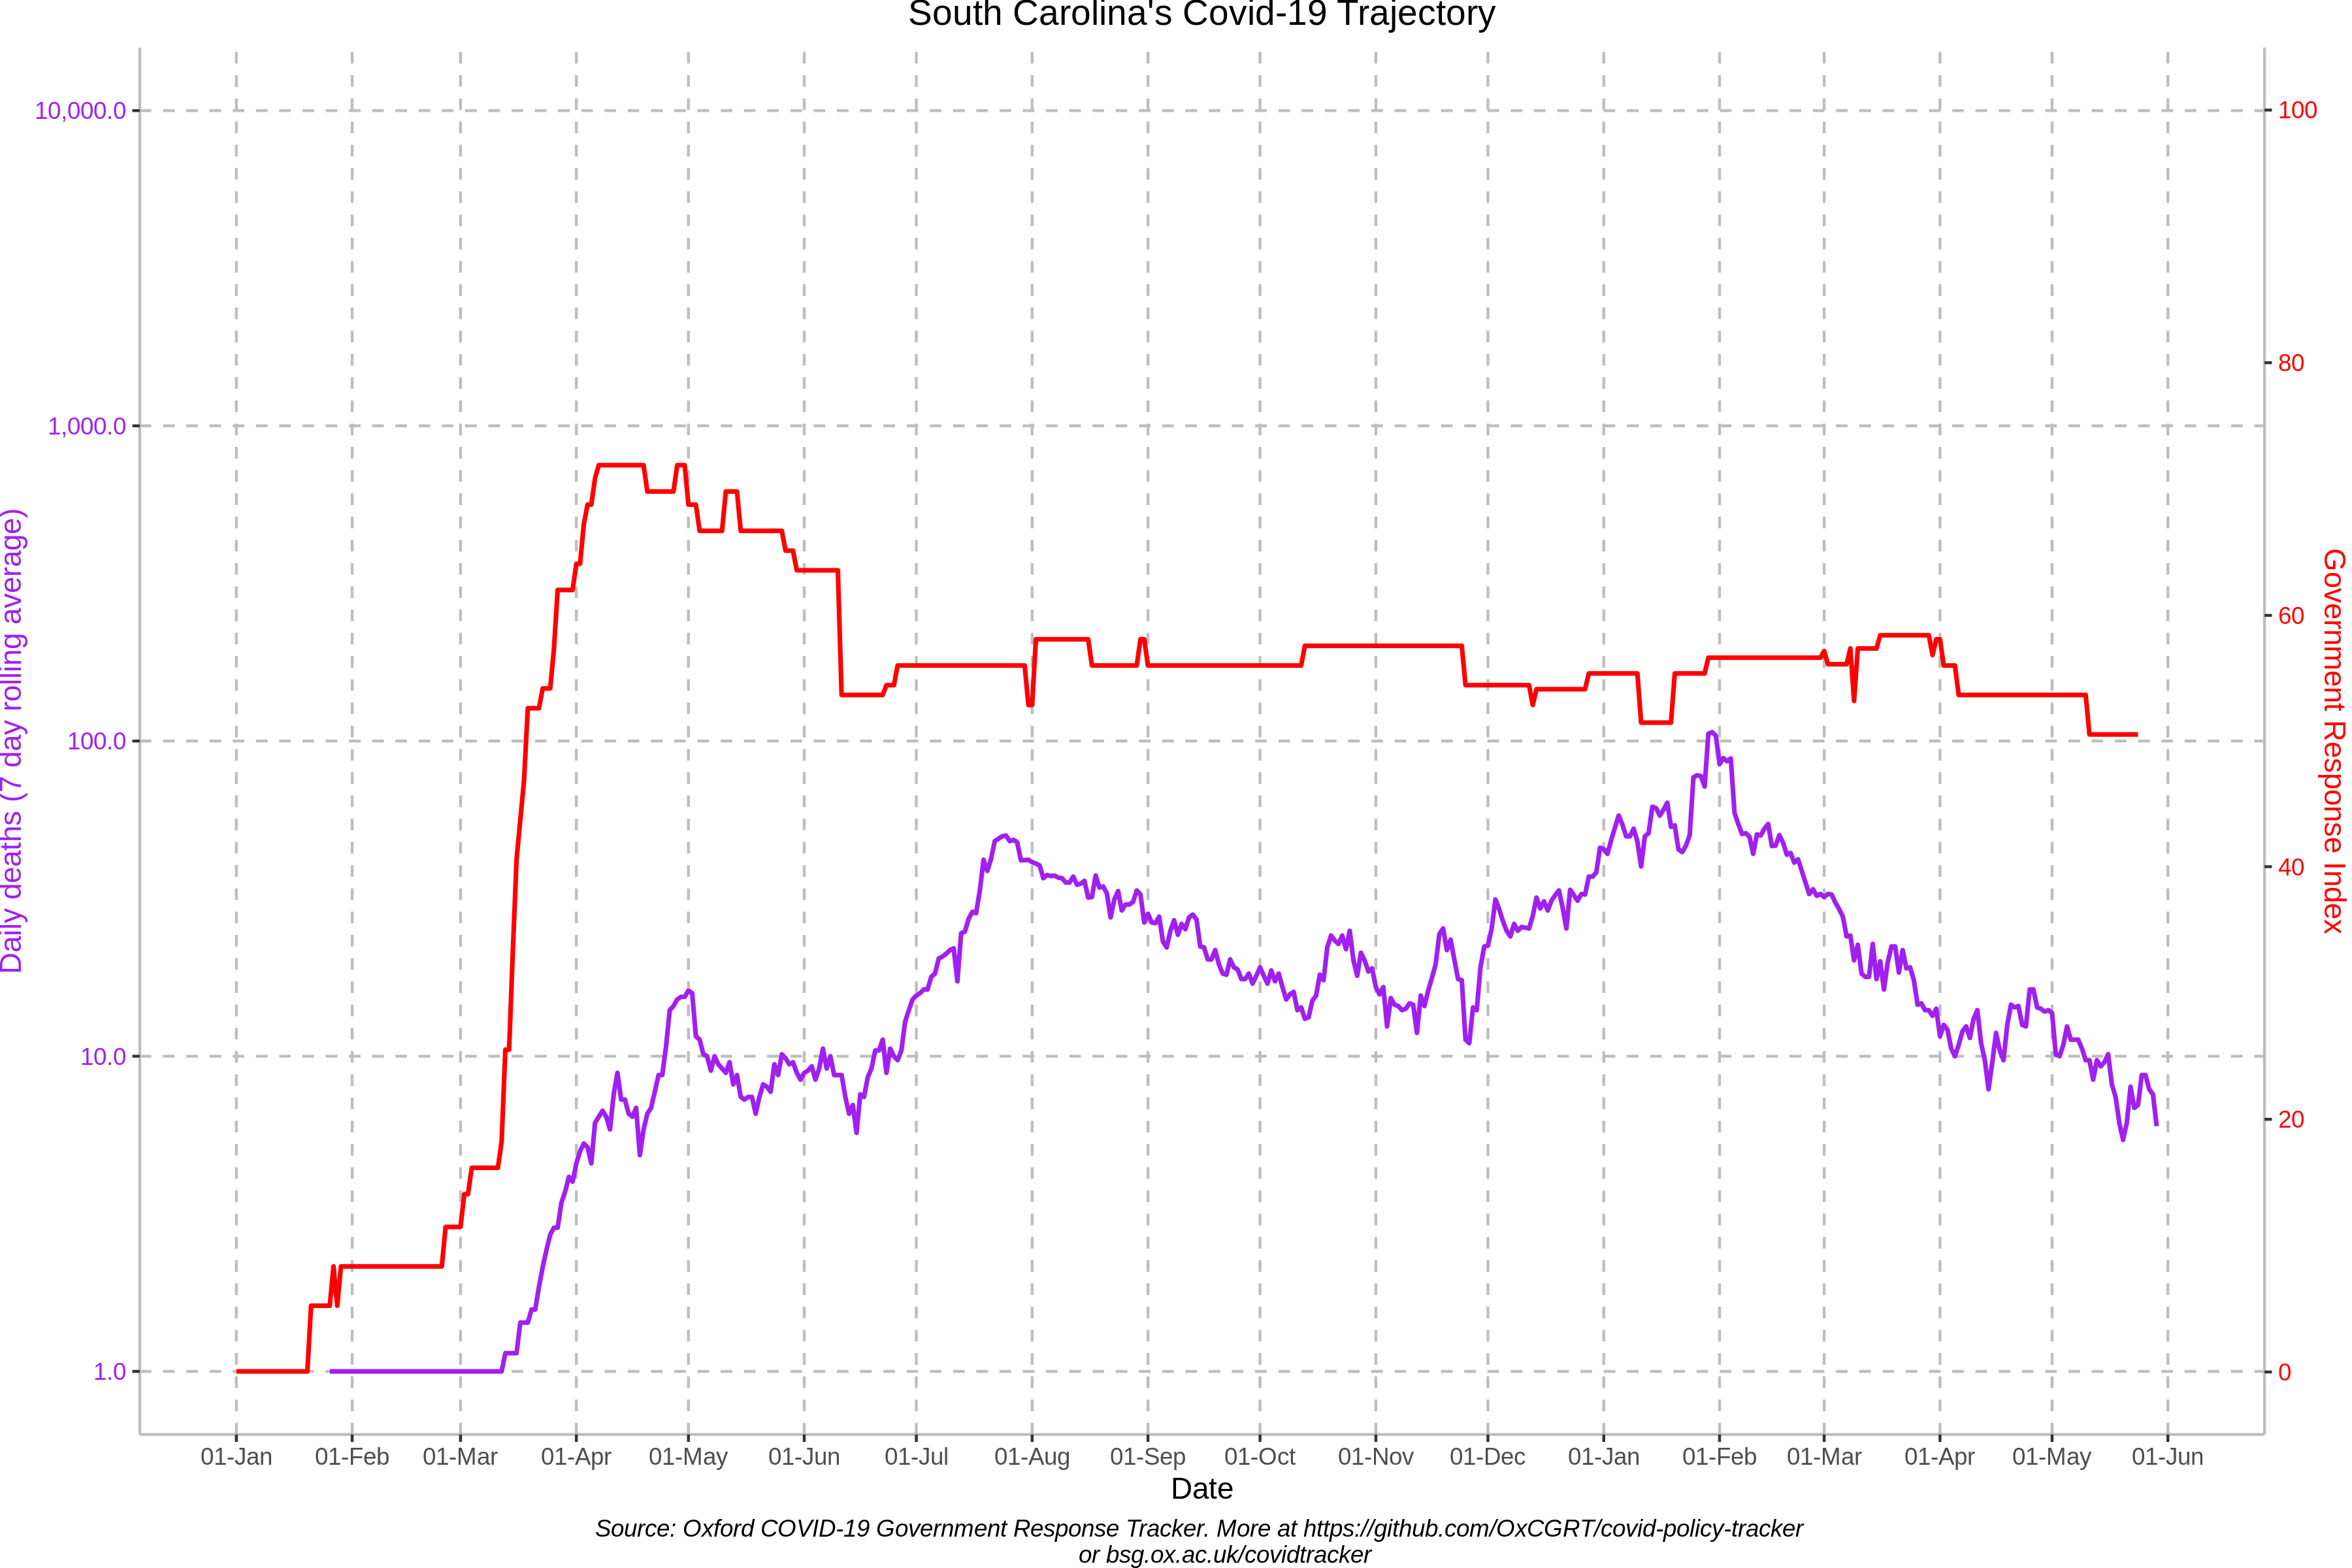 South Carolina's Covid-19 Trajectory
10,000.0
1,000.0
100.0
10.0
1.0
Daily deaths (7 day rolling average)
100
80
60
40
20
0
Government Response Index
01-Jan 01-Feb 01-Mar 01-Apr 01-May 01-Jun 01-Jul 01-Aug 01-Sep 01-Oct 01-Nov 01-Dec 01-Jan 01-Feb 01-Mar 01-Apr 01-May 01-Jun
Date
Source: Oxford COVID-19 Government Response Tracker. More at https://github.com/OxCGRT/covid-policy-tracker
or bsg.ox.ac.uk/covidtracker